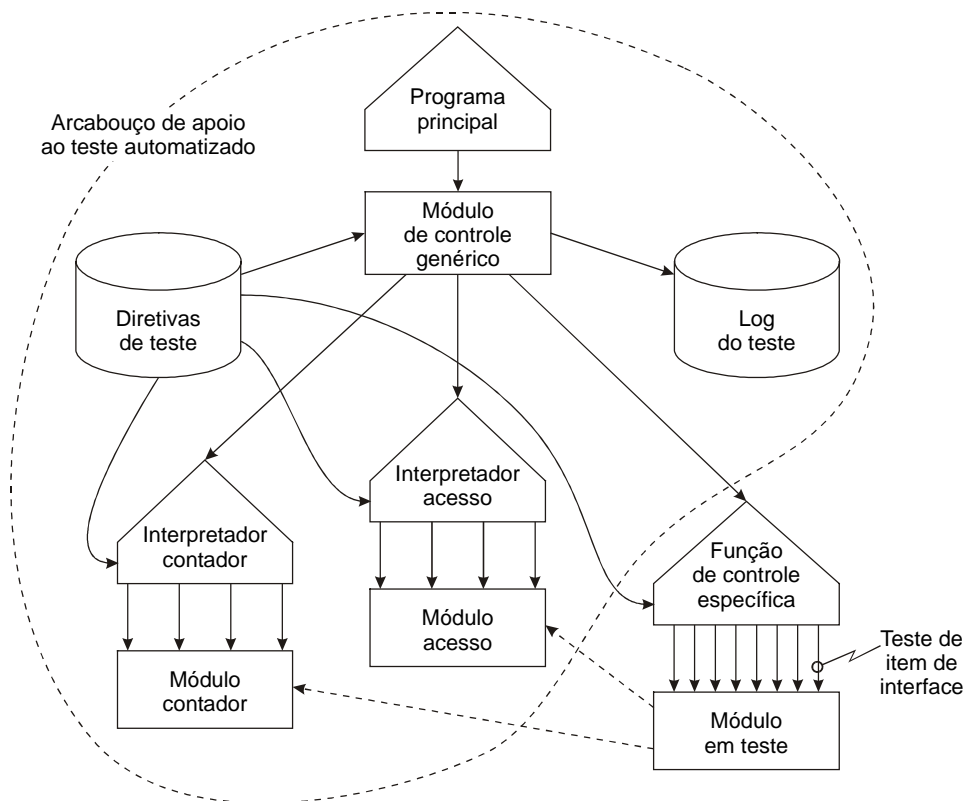 Programa
principal
Arcabouço de apoio
ao teste automatizado
Módulo
de controle
genérico
Diretivas
de teste
Log
do teste
Interpretador
acesso
Interpretador
contador
Função
de controle
específica
Módulo
acesso
Teste de
item de
interface
Módulo
contador
Módulo
em teste